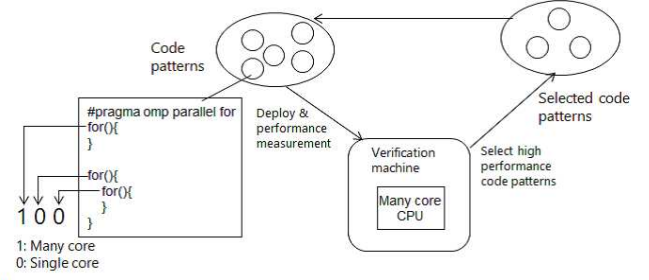 Code
patterns
Selected code
patterns
#pragma omp parallel for
for(){
}
for(){
for(){
}
}
Deploy &
performance
measurement
Verification
machine
Many core
CPU
Select high
performance
code patterns
1 0 0
1: Many core
0: Single core